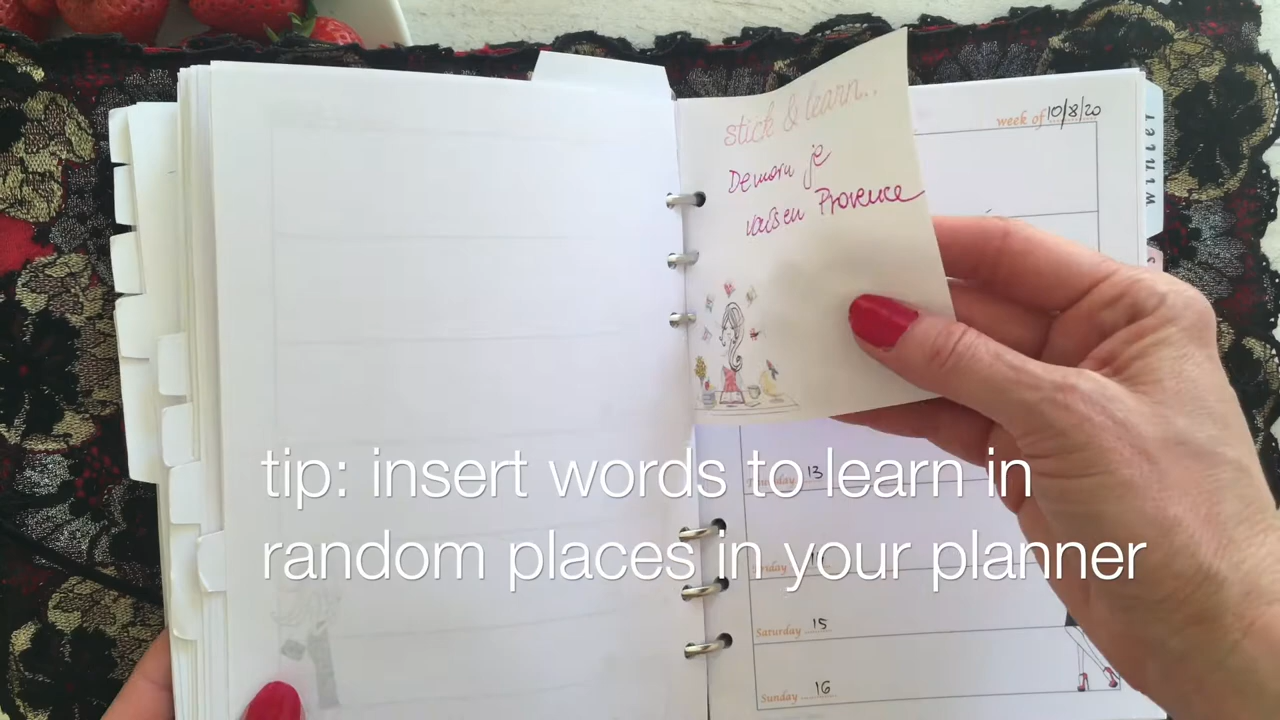 stick & learn..
Demain je
vais en Provence
week of 10/8/20
winter
13
Friday
Saturday 15
Sunday 16
tip: insert words to learn in
random places in your planner